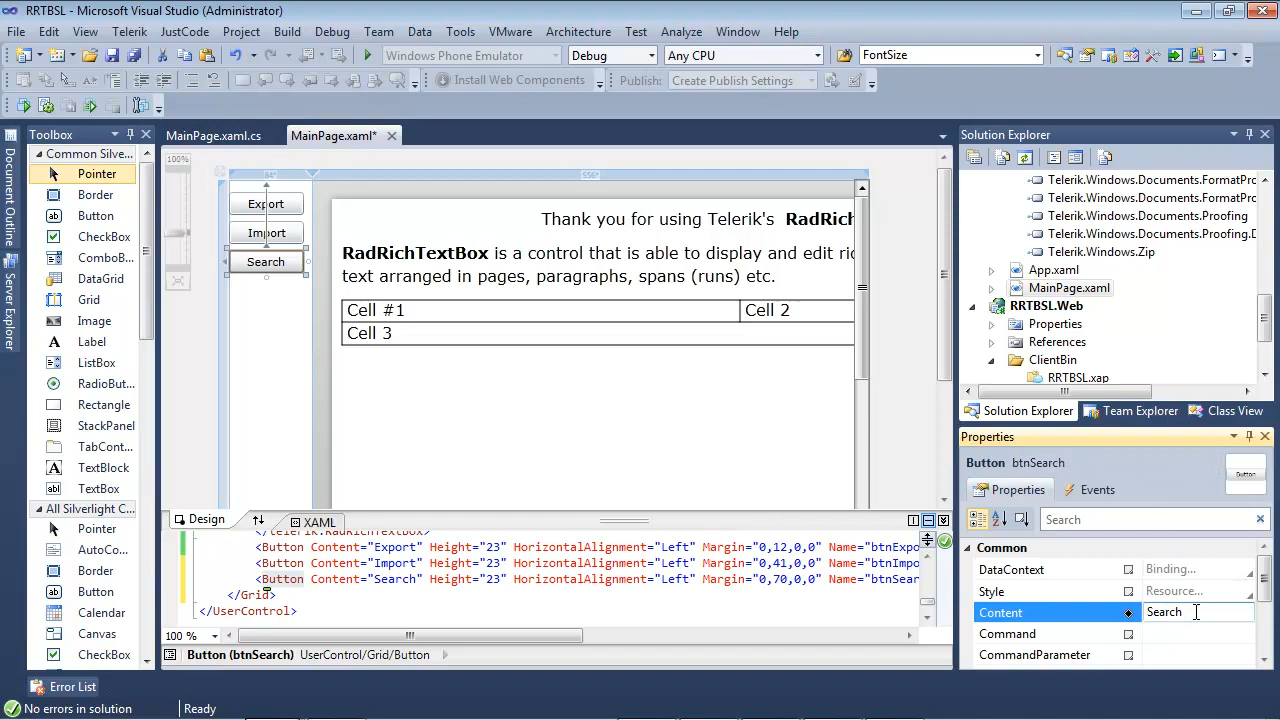 RRTBSL - Microsoft Visual Studio (Administrator)
File Edit View Telerik JustCode Project Build Debug Team Data Tools VMware Architecture Test Analyze Window Help
Windows Phone Emulator Debug Any CPU FontSize
Install Web Components Publish: Create Publish Settings
Document Outline
Server Explorer
Toolbox
Common Silve...
Pointer
Border
Button
CheckBox
ComboB...
DataGrid
Grid
Image
Label
ListBox
RadioBut...
Rectangle
StackPanel
TabCont...
TextBlock
TextBox
All Silverlight C...
Pointer
AutoCo...
Border
Button
Calendar
Canvas
CheckBox
MainPage.xaml.cs MainPage.xaml*
100%
84* 556*
Export
Import
Search
Thank you for using Telerik's RadRich
RadRichTextBox is a control that is able to display and edit ric
text arranged in pages, paragraphs, spans (runs) etc.
Cell #1 Cell 2
Cell 3
Design XAML
</telerik:RadRichTextBox>
<Button Content="Export" Height="23" HorizontalAlignment="Left" Margin="0,12,0,0" Name="btnExpo
<Button Content="Import" Height="23" HorizontalAlignment="Left" Margin="0,41,0,0" Name="btnImpo
<Button Content="Search" Height="23" HorizontalAlignment="Left" Margin="0,70,0,0" Name="btnSear
</Grid>
</UserControl>
100 %
Button (btnSearch) UserControl/Grid/Button
Solution Explorer
Telerik.Windows.Documents.FormatPro
Telerik.Windows.Documents.FormatPro
Telerik.Windows.Documents.Proofing
Telerik.Windows.Documents.Proofing.D
Telerik.Windows.Zip
App.xaml
MainPage.xaml
RRTBSL.Web
Properties
References
ClientBin
RRTBSL.xap
Solution Explorer Team Explorer Class View
Properties
Button btnSearch
Button
Properties Events
Search
Common
DataContext Binding...
Style Resource...
Content Search
Command
CommandParameter
Error List
No errors in solution Ready